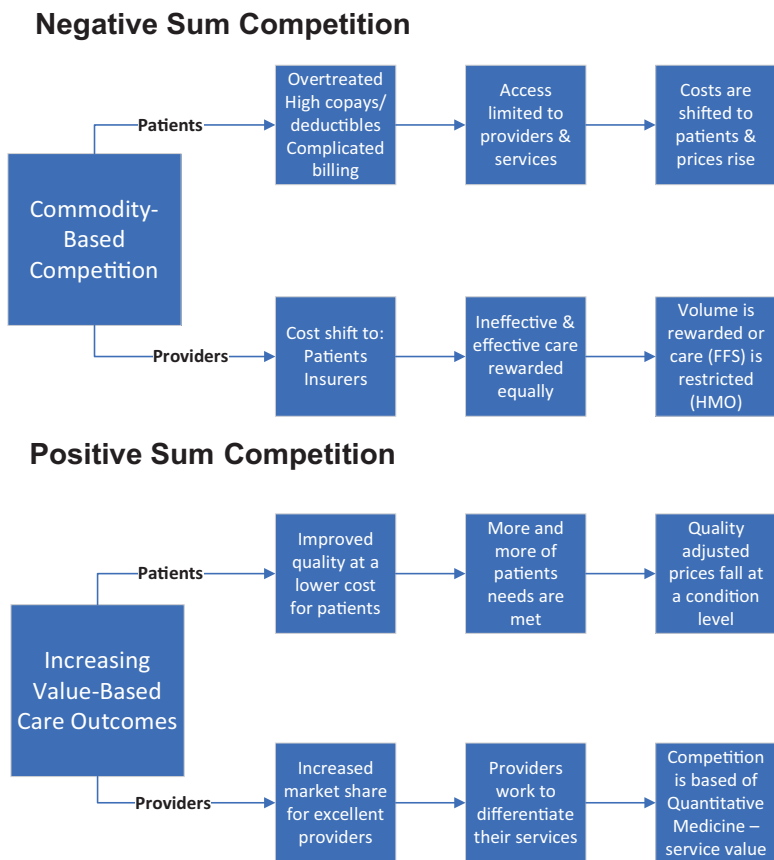 Negative Sum Competition
Patients
Overtreated
High copays/
deductibles
Complicated
billing
Access
limited to
providers &
services
Costs are
shifted to
patients &
prices rise
Commodity-
Based
Competition
Providers
Cost shift to:
Patients
Insurers
Ineffective &
effective care
rewarded
equally
Volume is
rewarded or
care (FFS) is
restricted
(HMO)
Positive Sum Competition
Patients
Improved
quality at a
lower cost
for patients
More and
more of
patients
needs are
met
Quality
adjusted
prices fall at
a condition
level
Increasing
Value-Based
Care Outcomes
Providers
Increased
market share
for excellent
providers
Providers
work to
differentiate
their services
Competition
is based of
Quantitative
Medicine –
service value